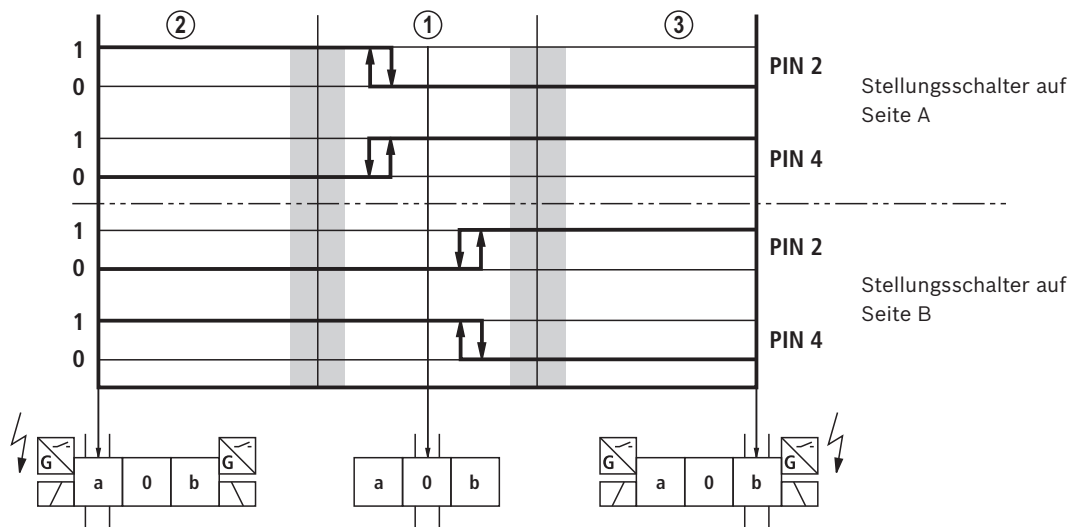 2 1 3
1
0
PIN 2
1
0
PIN 4
Stellungsschalter auf
Seite A
1
0
PIN 2
1
0
PIN 4
Stellungsschalter auf
Seite B
G G G G
a 0 b a 0 b a 0 b